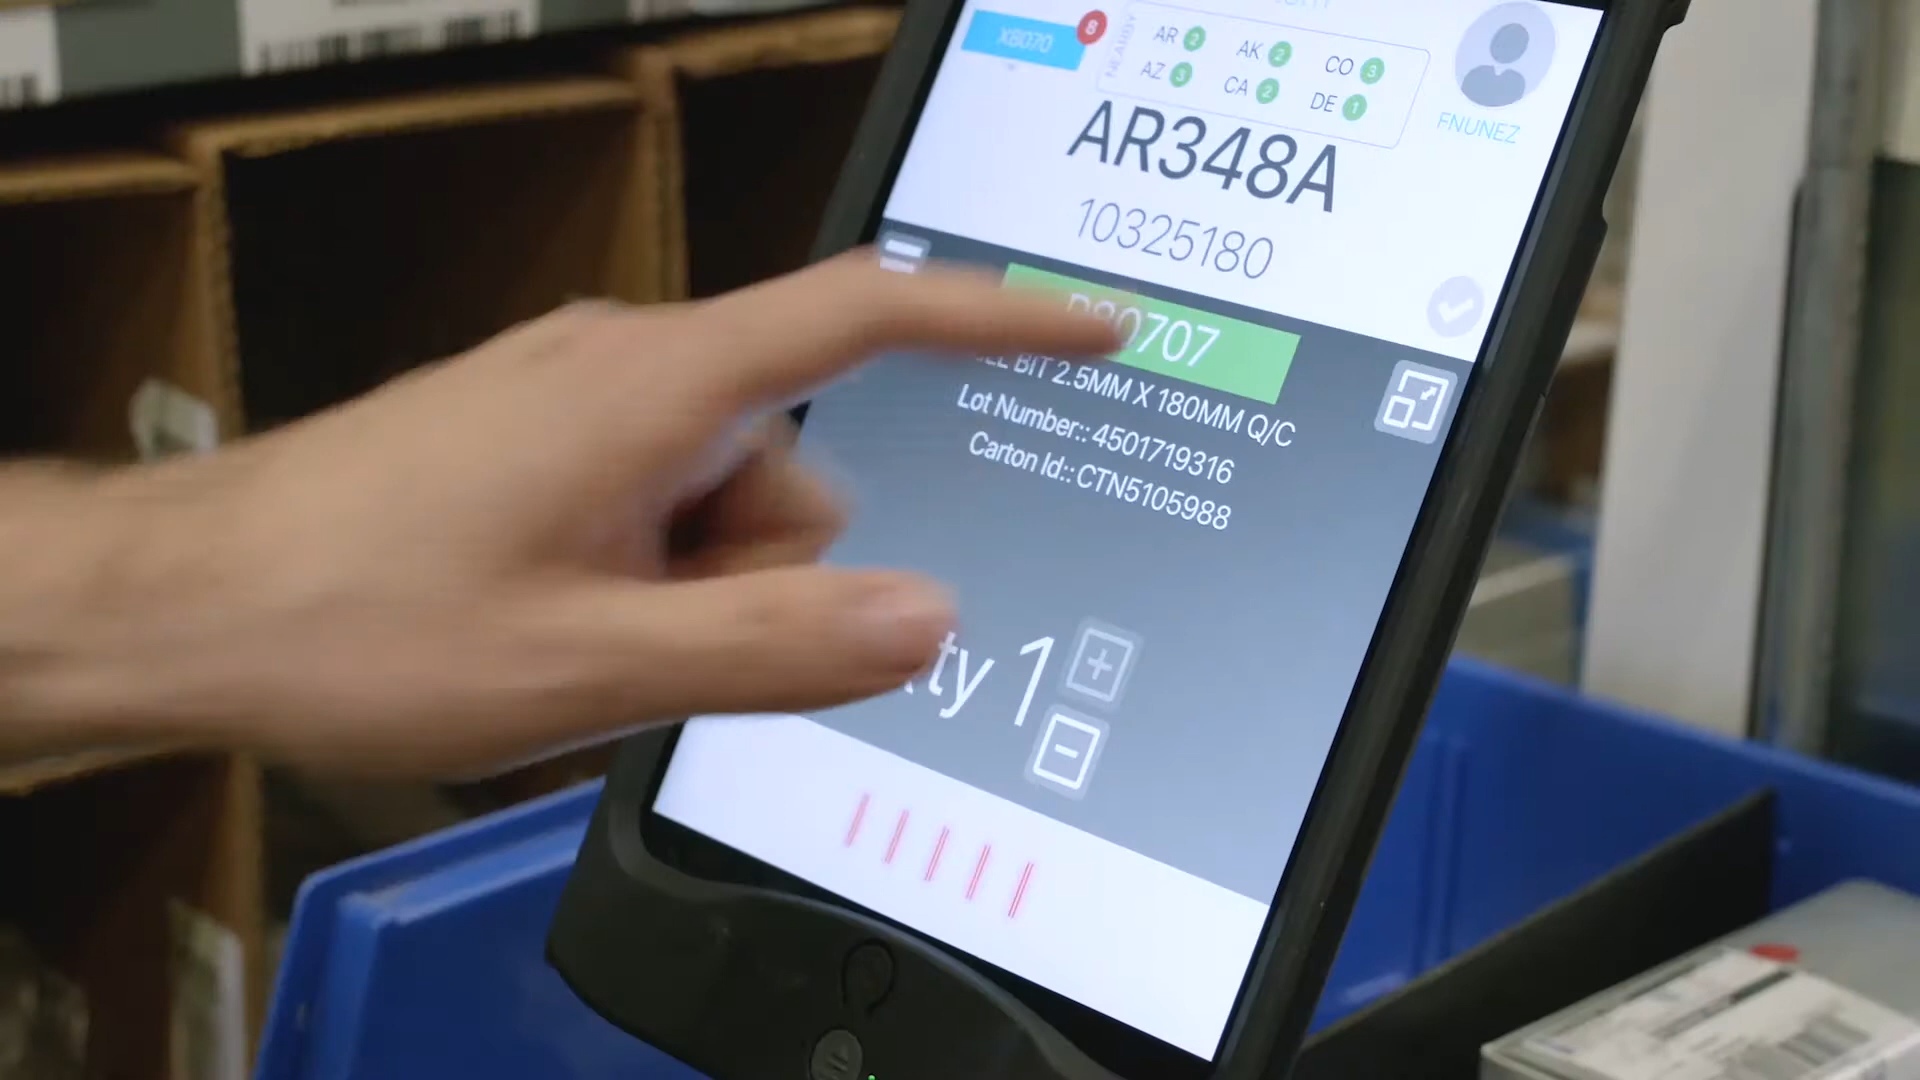 X8070 8
NEARBY
AR 2 AK 2 CO 3
AZ 3 CA 2 DE 1
FNUNEZ
AR348A
10325180
0707
BIT 2.5MM X 180MM Q/C
Lot Number:: 4501719316
Carton Id:: CTN5105988
ty 1